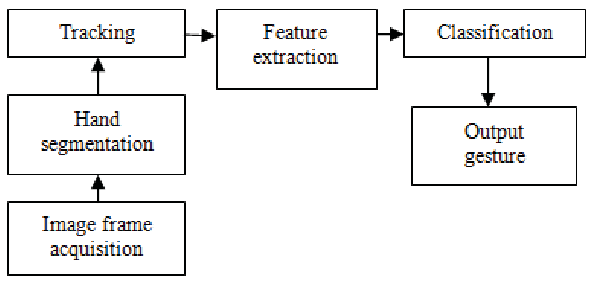 Tracking
Feature
extraction
Classification
Hand
segmentation
Output
gesture
Image frame
acquisition